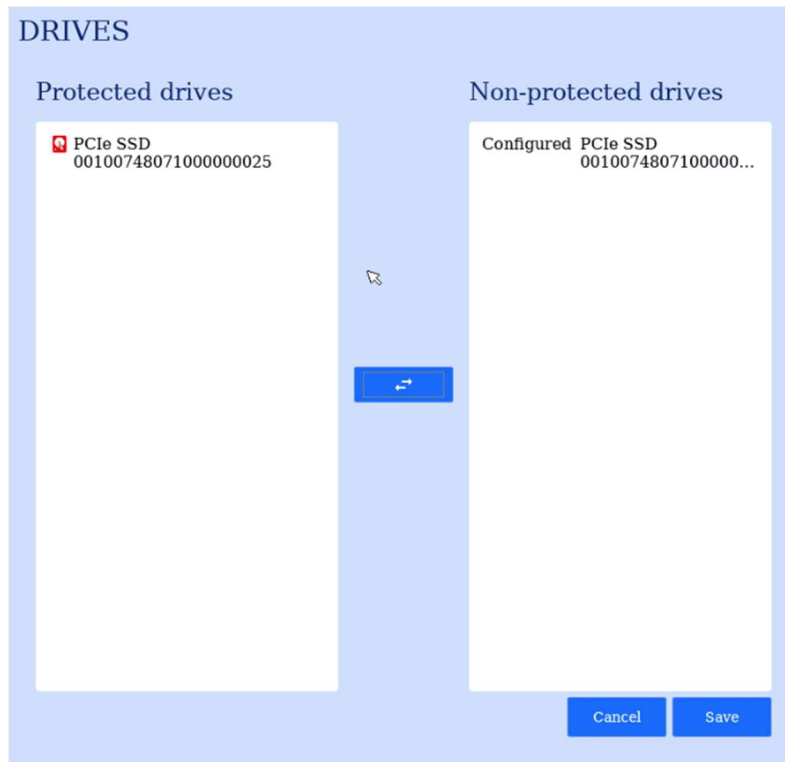 DRIVES
Protected drives
PCIe SSD
00100748071000000025
Non-protected drives
Configured PCIe SSD
0010074807100000...
Cancel
Save